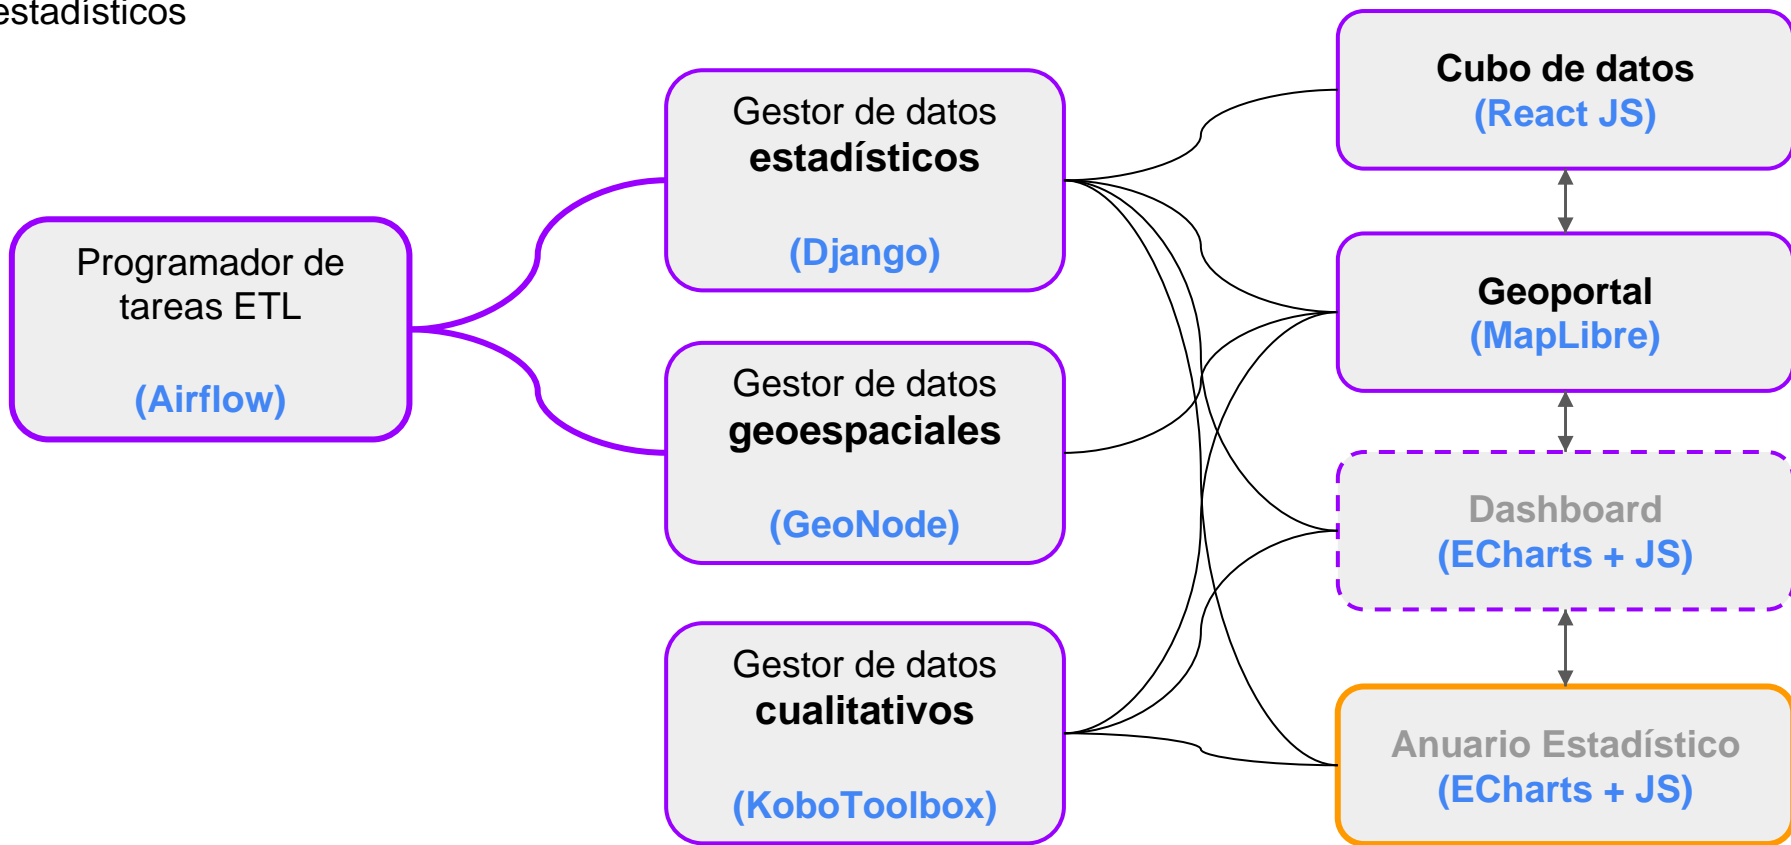 estadísticos
Programador de
tareas ETL
(Airflow)
Gestor de datos
estadísticos
(Django)
Gestor de datos
geoespaciales
(GeoNode)
Gestor de datos
cualitativos
(KoboToolbox)
Cubo de datos
(React JS)
Geoportal
(MapLibre)
Dashboard
(ECharts + JS)
Anuario Estadístico
(ECharts + JS)